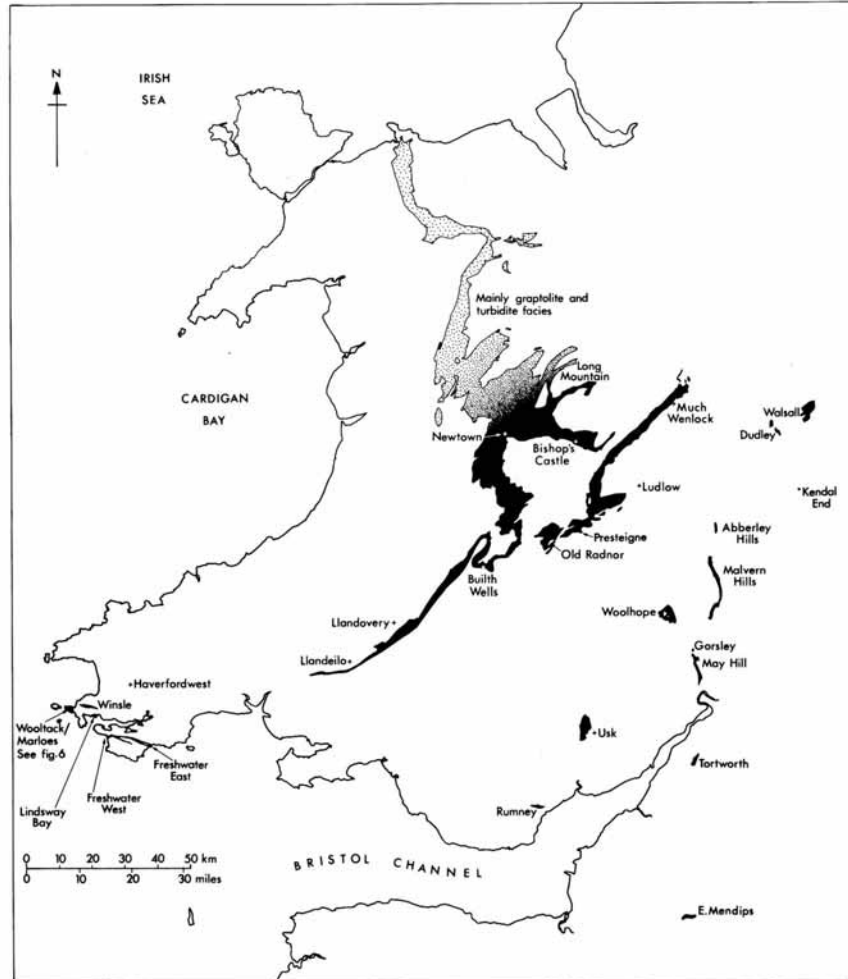 IRISH
SEA
N
Mainly graptolite and
turbidite facies
Long
Mountain
CARDIGAN
BAY
Much
Wenlock
Walsall
Dudley
Newtown
Bishop's
Castle
Ludlow
Kendal
End
Abberley
Hills
Presteigne
Old Radnor
Malvern
Hills
Builth
Wells
Woolhope
Llandovery
Gorsley
May Hill
Llandeilo
Haverfordwest
Winsle
Wooltack/
Marloes
See fig.6
Usk
Freshwater
East
Tortworth
Freshwater
West
Lindsway
Bay
Rumney
0 10 20 30 40 50 km
0 10 20 30 miles
BRISTOL CHANNEL
E.Mendips